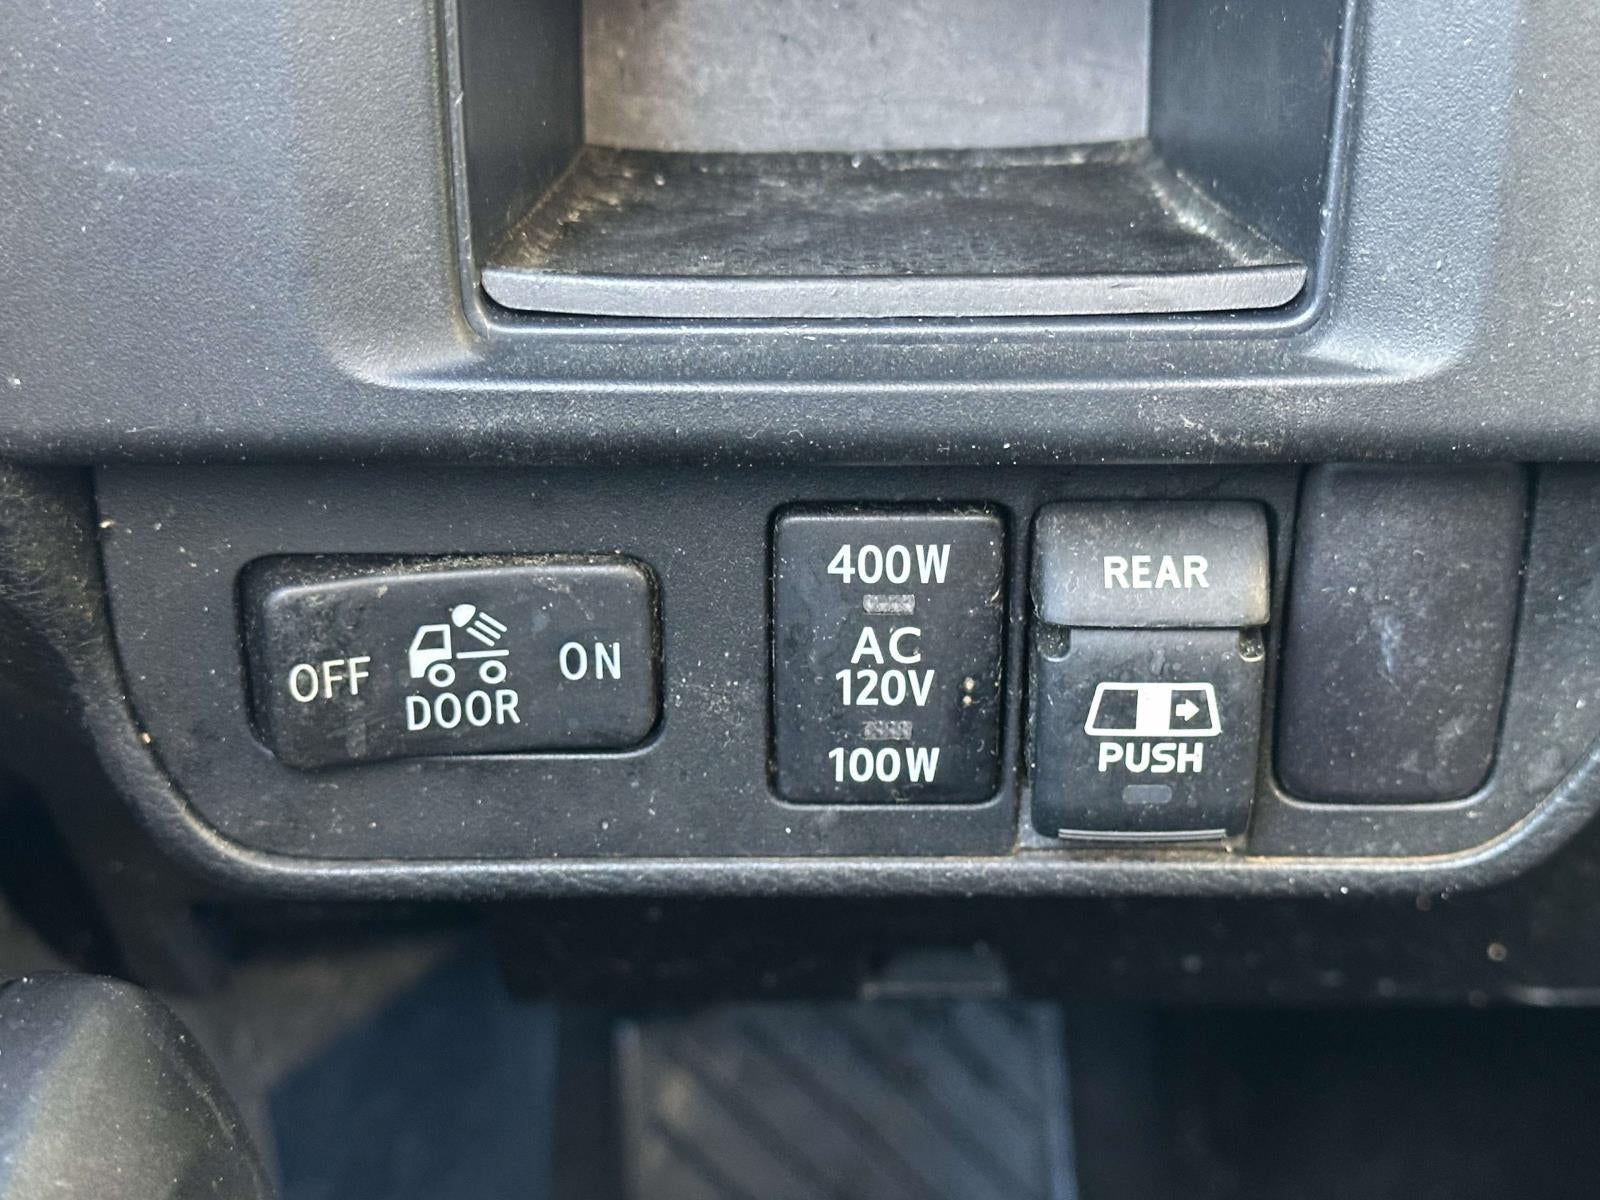 OFF
DOOR
ON
400W
AC
120V
100W
REAR
PUSH